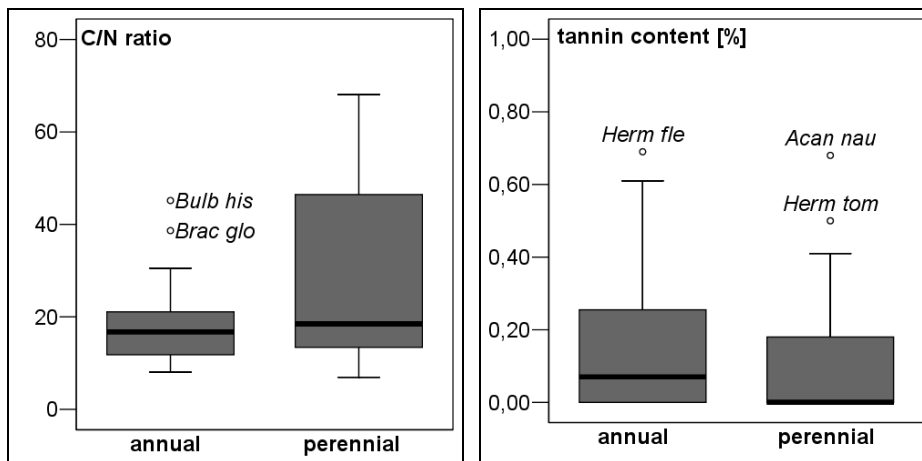 C/N ratio
80
60
40
20
0
Bulb his
Brac glo
annual perennial
tannin content [%]
1,00
0,80
0,60
0,40
0,20
0,00
Herm fle
Acan nau
Herm tom
annual perennial